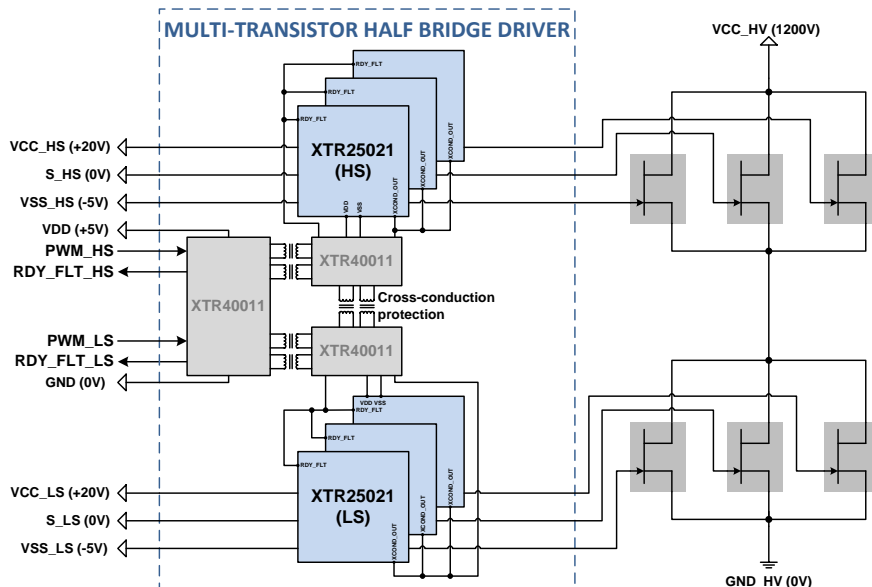 MULTI-TRANSISTOR HALF BRIDGE DRIVER
VCC_HV (1200V)
RDY_FLT
RDY_FLT
RDY_FLT
XTR25021
(HS)
XCOND_OUT
XCOND_OUT
XCOND_OUT
VDD
VSS
VCC_HS (+20V)
S_HS (0V)
VSS_HS (-5V)
VDD (+5V)
PWM_HS
RDY_FLT_HS
XTR40011
XTR40011
Cross-conduction
protection
PWM_LS
RDY_FLT_LS
GND (0V)
XTR40011
VDD VSS
RDY_FLT
RDY_FLT
RDY_FLT
XTR25021
(LS)
XCOND_OUT
XCOND_OUT
XCOND_OUT
VCC_LS (+20V)
S_LS (0V)
VSS_LS (-5V)
GND_HV (0V)